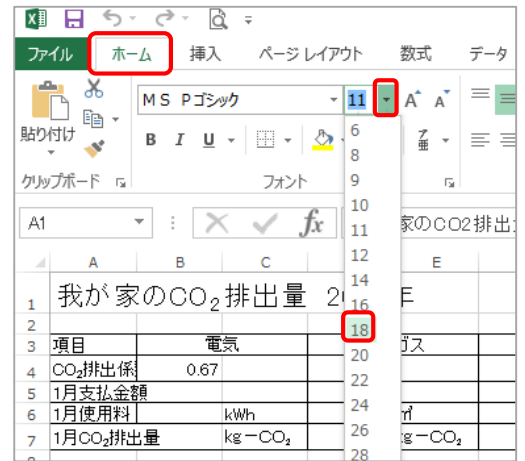 ファイル ホーム 挿入 ページ レイアウト 数式 データ
ＭＳ Ｐゴシック 11
貼り付け B I U
クリップボード フォント
6
8
9
10
11
12
14
16
18
20
22
24
26
28
A1 fx 家のCO2排出
A B C E
1 我が家のCO₂排出量
2
3 項目 電気 ガス
4 CO₂排出係 0.67
5 1月支払金額
6 1月使用料 kWh ㎥
7 1月CO₂排出量 kg－CO₂ kg－CO₂